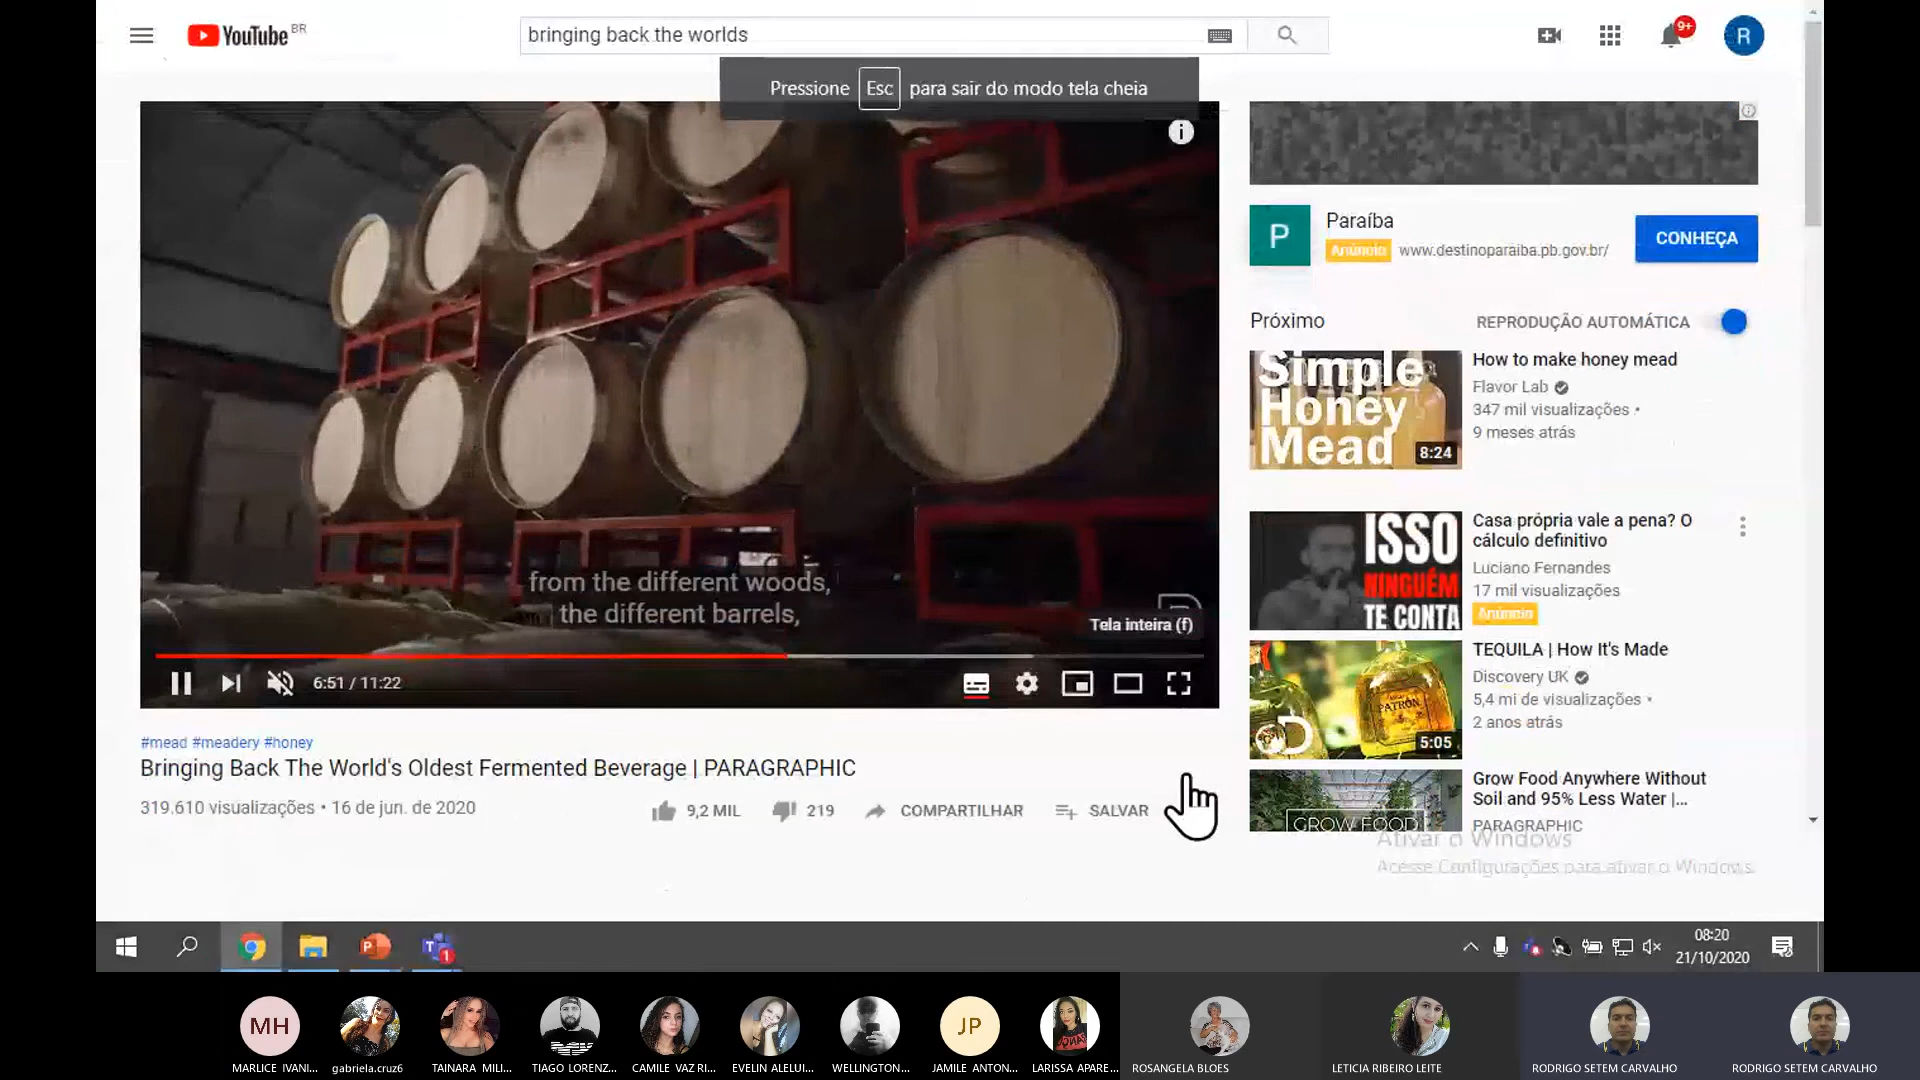 YouTube BR
bringing back the worlds
9+
R
Pressione Esc para sair do modo tela cheia
from the different woods,
the different barrels,
Tela inteira (f)
6:51 / 11:22
#mead #meadery #honey
Bringing Back The World's Oldest Fermented Beverage | PARAGRAPHIC
319.610 visualizações • 16 de jun. de 2020
9,2 MIL
219
COMPARTILHAR
SALVAR
P
Paraíba
Anúncio www.destinoparaiba.pb.gov.br/
CONHEÇA
Próximo
REPRODUÇÃO AUTOMÁTICA
Simple
Honey
Mead
8:24
How to make honey mead
Flavor Lab
347 mil visualizações •
9 meses atrás
ISSO
NINGUÉM
TE CONTA
Casa própria vale a pena? O
cálculo definitivo
Luciano Fernandes
17 mil visualizações
Anúncio
PATRÓN
5:05
TEQUILA | How It's Made
Discovery UK
5,4 mi de visualizações •
2 anos atrás
GROW FOOD
Grow Food Anywhere Without
Soil and 95% Less Water |...
PARAGRAPHIC
Ativar o Windows
Acesse Configurações para ativar o Windows.
1
08:20
21/10/2020
MH
MARLICE IVANI...
gabriela.cruz6
TAINARA MILI...
TIAGO LORENZ...
CAMILE VAZ RI...
EVELIN ALELUI...
WELLINGTON...
JP
JAMILE ANTON...
LARISSA APARE...
ROSANGELA BLOES
LETICIA RIBEIRO LEITE
RODRIGO SETEM CARVALHO
RODRIGO SETEM CARVALHO